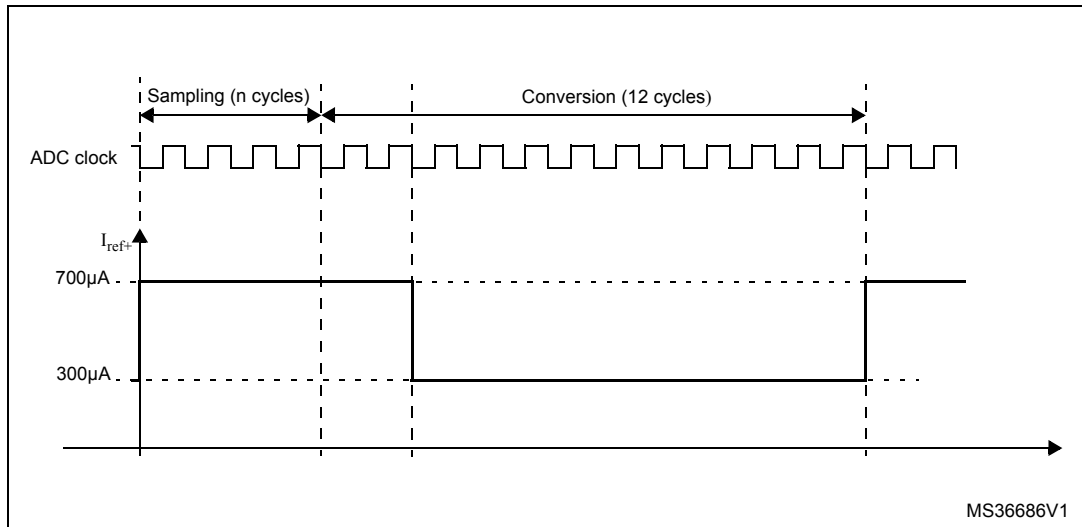 Sampling (n cycles)
Conversion (12 cycles)
ADC clock
Iref+
700µA
300µA
MS36686V1